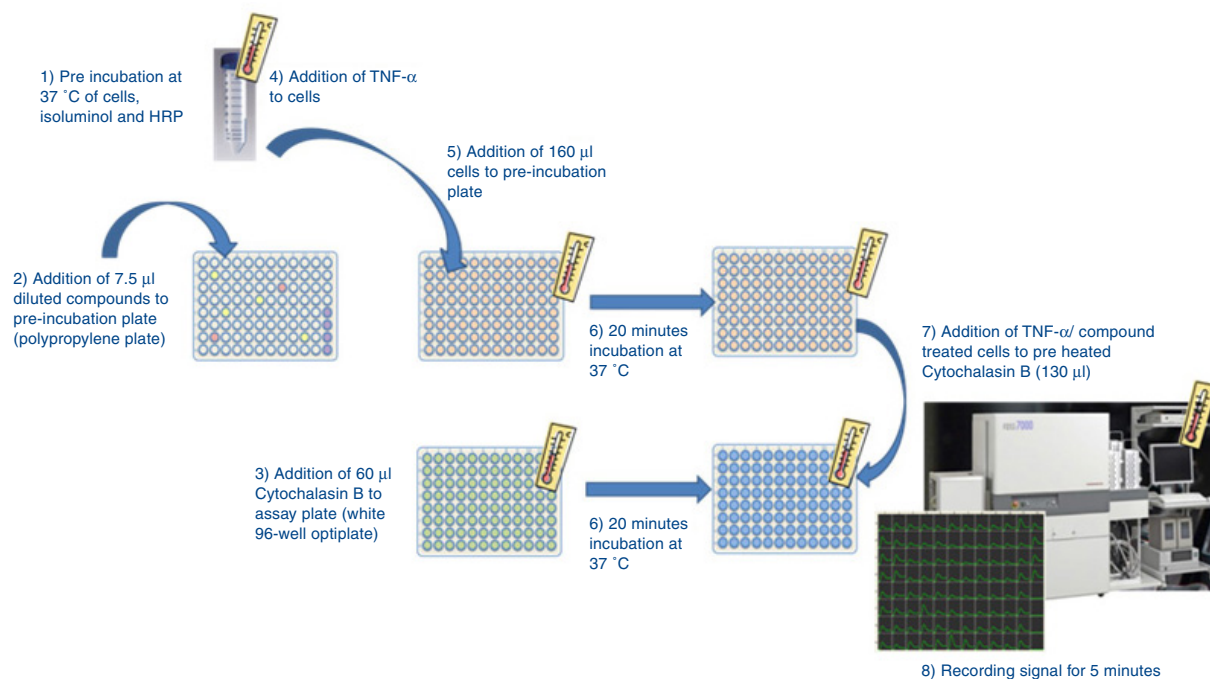 1) Pre incubation at
37 ˚C of cells,
isoluminol and HRP
4) Addition of TNF-α
to cells
5) Addition of 160 μl
cells to pre-incubation
plate
2) Addition of 7.5 μl
diluted compounds to
pre-incubation plate
(polypropylene plate)
6) 20 minutes
incubation at
37 ˚C
7) Addition of TNF-α/ compound
treated cells to pre heated
Cytochalasin B (130 μl)
3) Addition of 60 μl
Cytochalasin B to
assay plate (white
96-well optiplate)
6) 20 minutes
incubation at
37 ˚C
8) Recording signal for 5 minutes